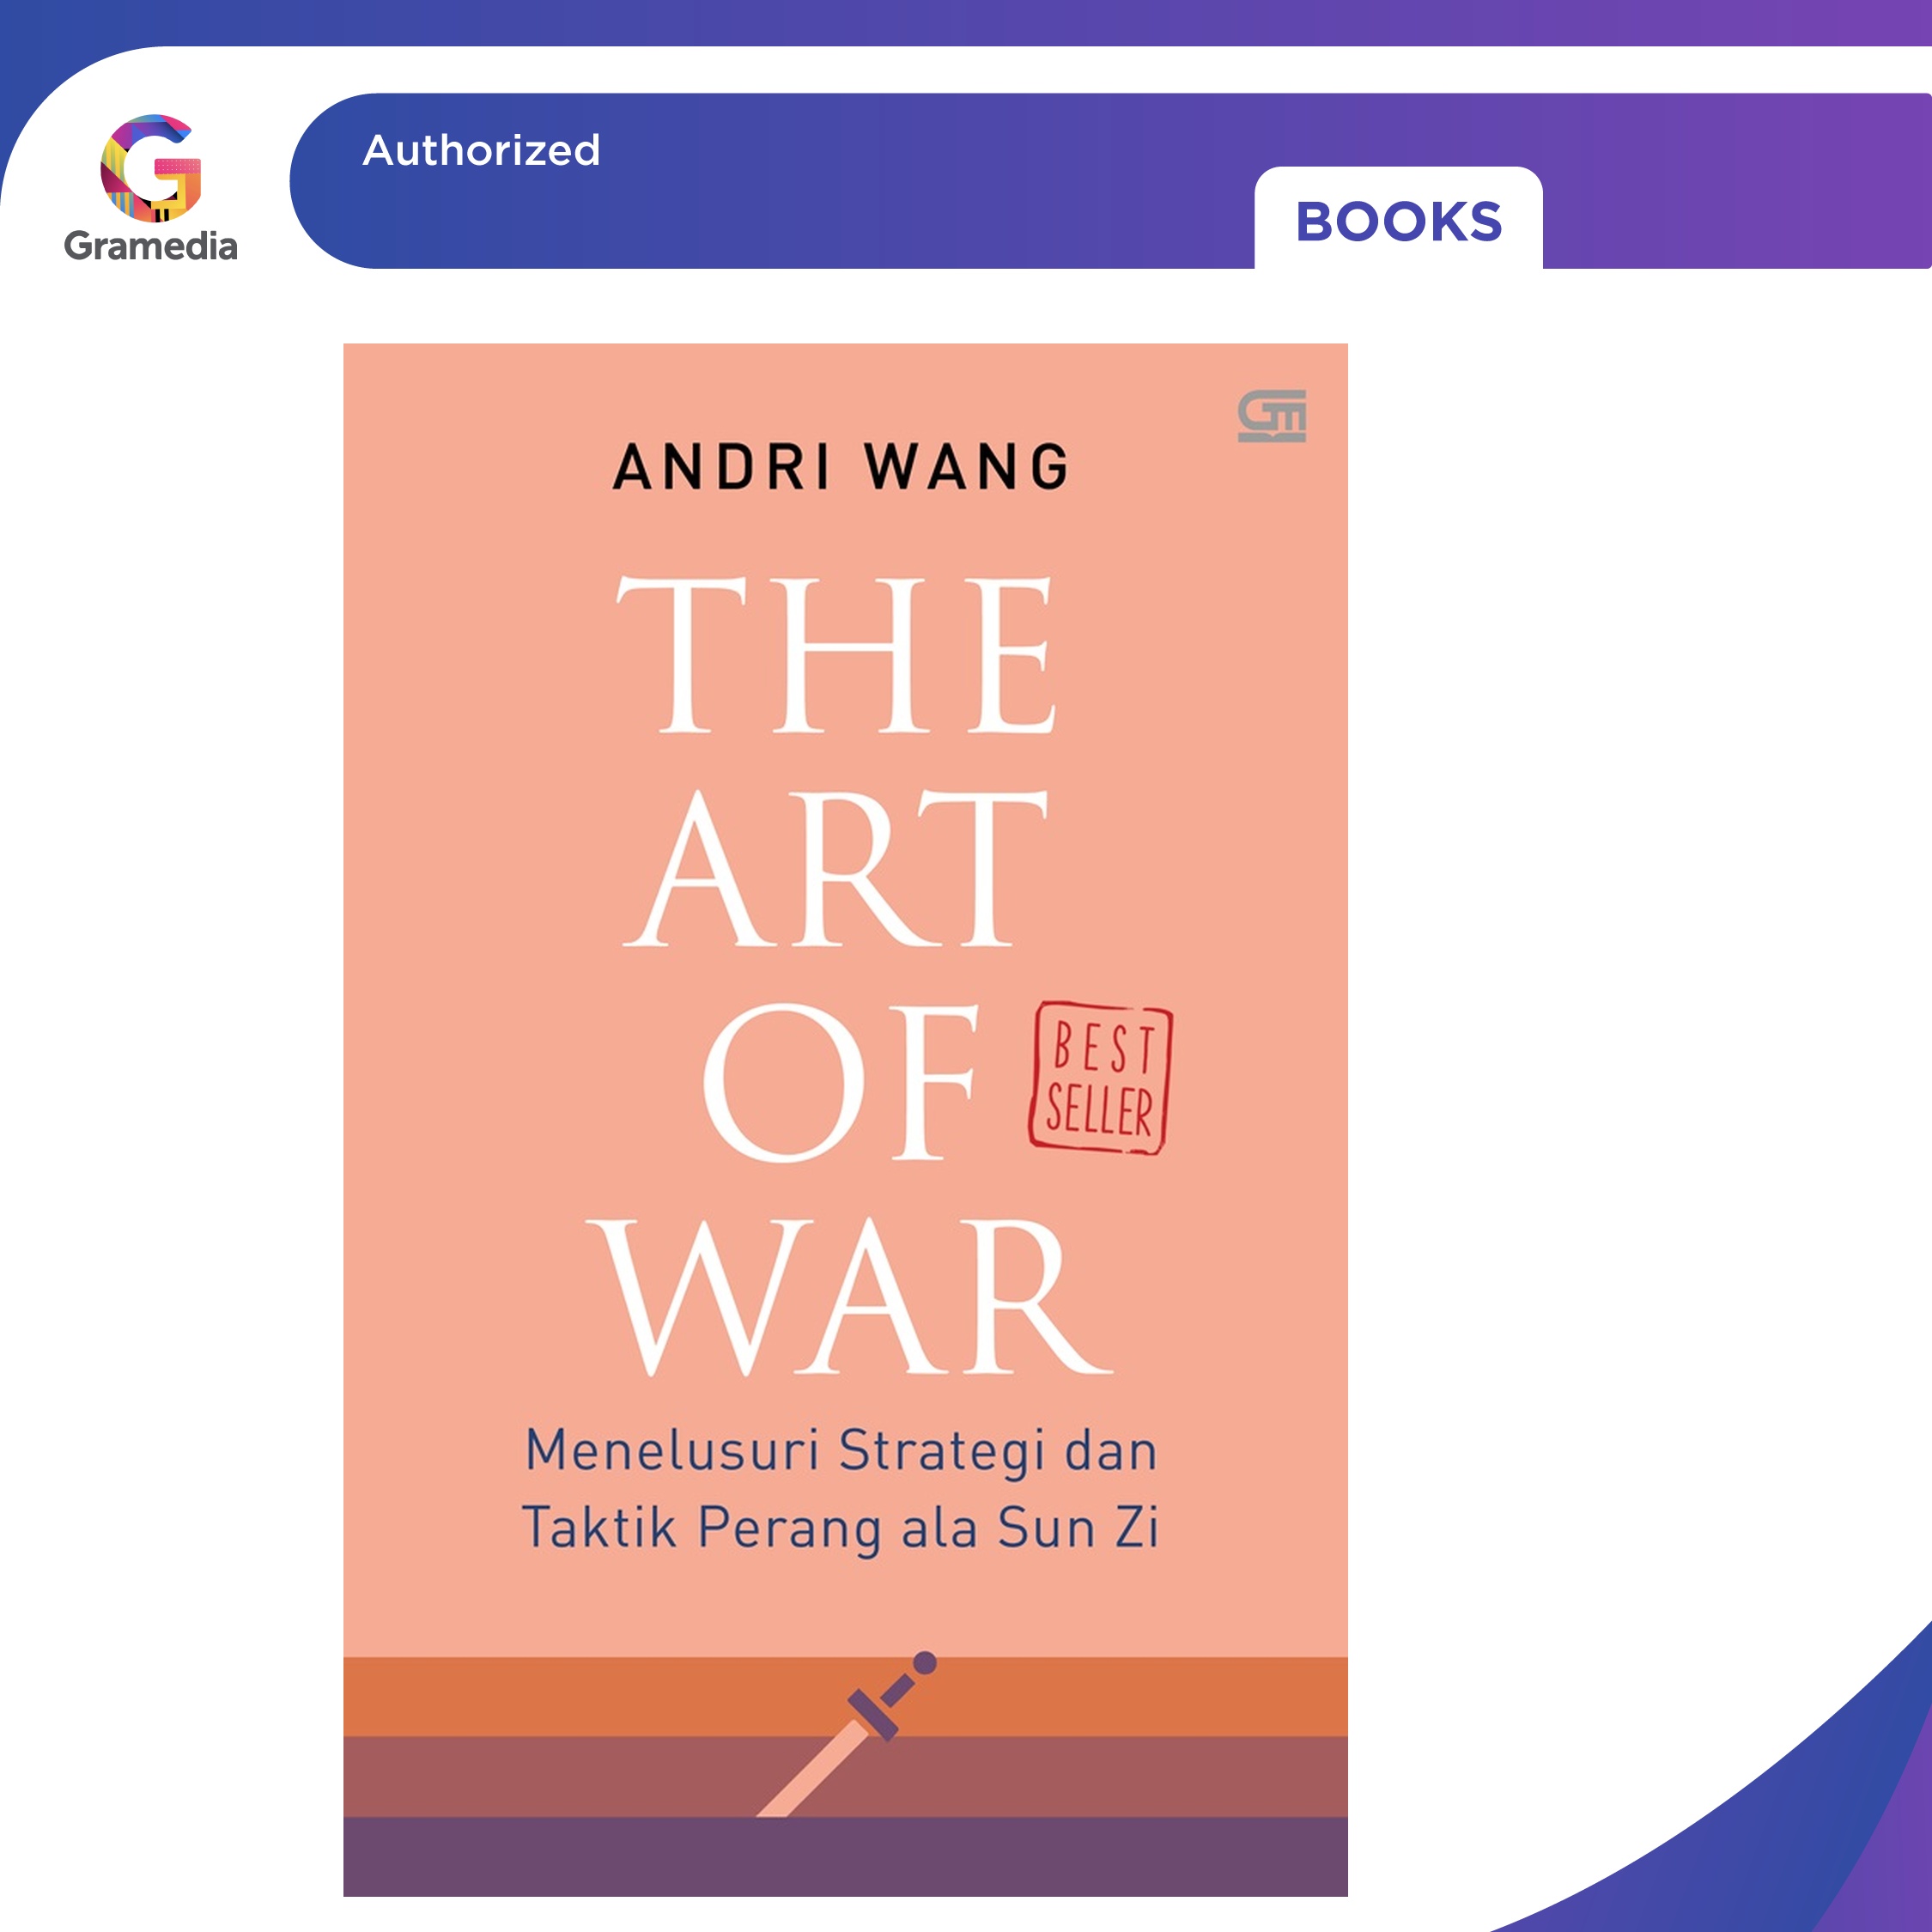 Gramedia
Authorized
BOOKS
GM
ANDRI WANG
THE
ART
OF
WAR
BEST
SELLER
Menelusuri Strategi dan
Taktik Perang ala Sun Zi